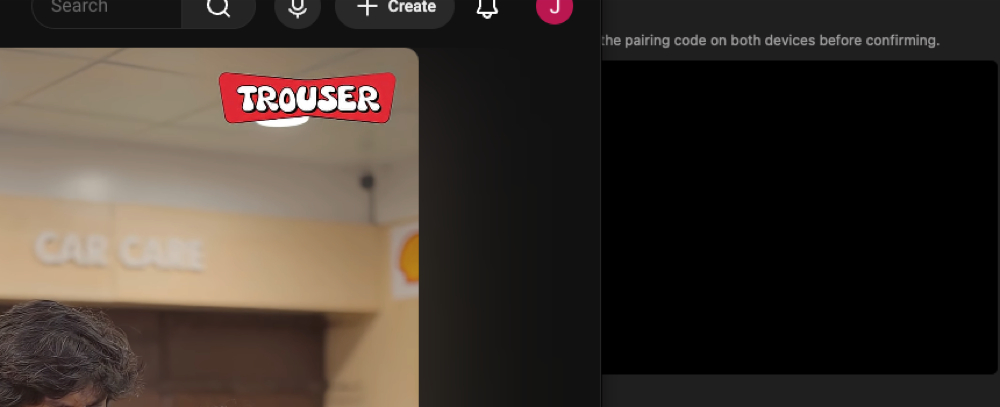 Search
Create
J
the pairing code on both devices before confirming.
TROUSER
CAR CARE